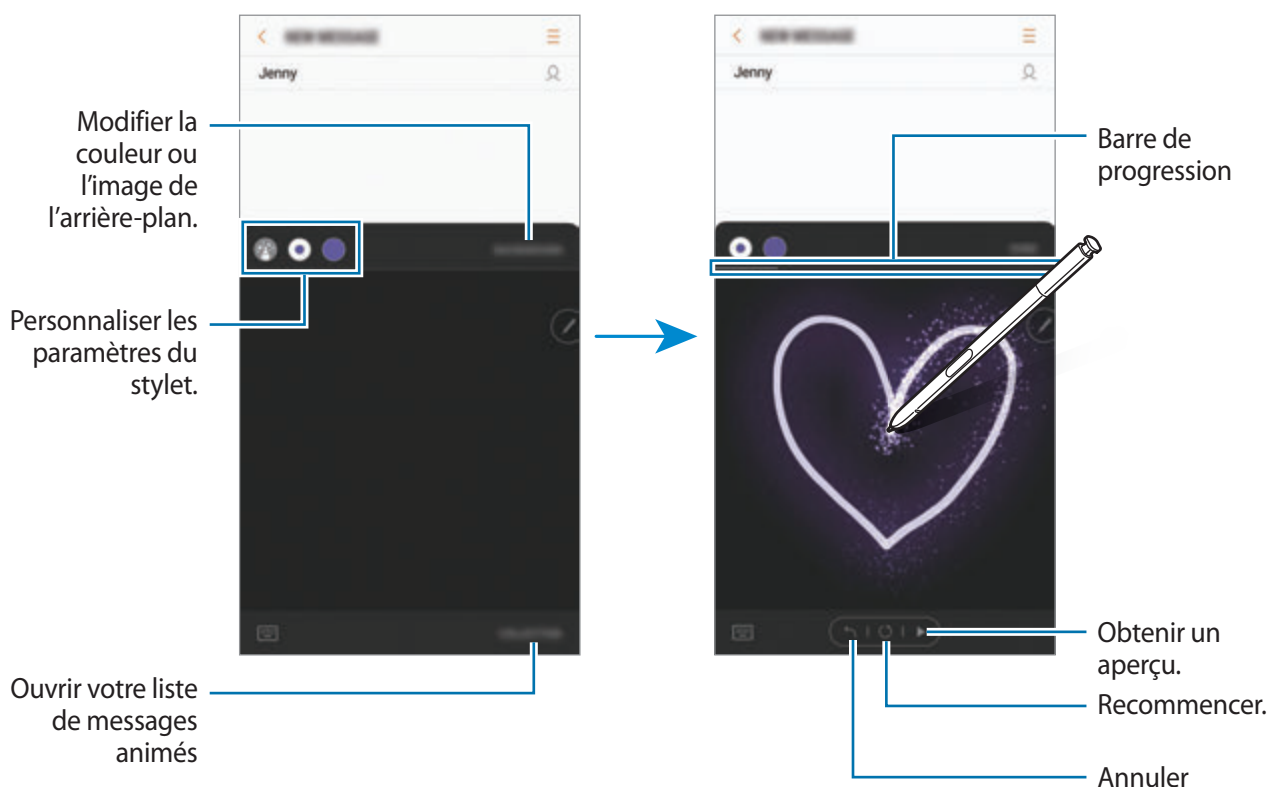 Jenny
Modifier la
couleur ou
l'image de
l'arrière-plan.
Personnaliser les
paramètres du
stylet.
Ouvrir votre liste
de messages
animés
Jenny
Barre de
progression
Obtenir un
aperçu.
Recommencer.
Annuler